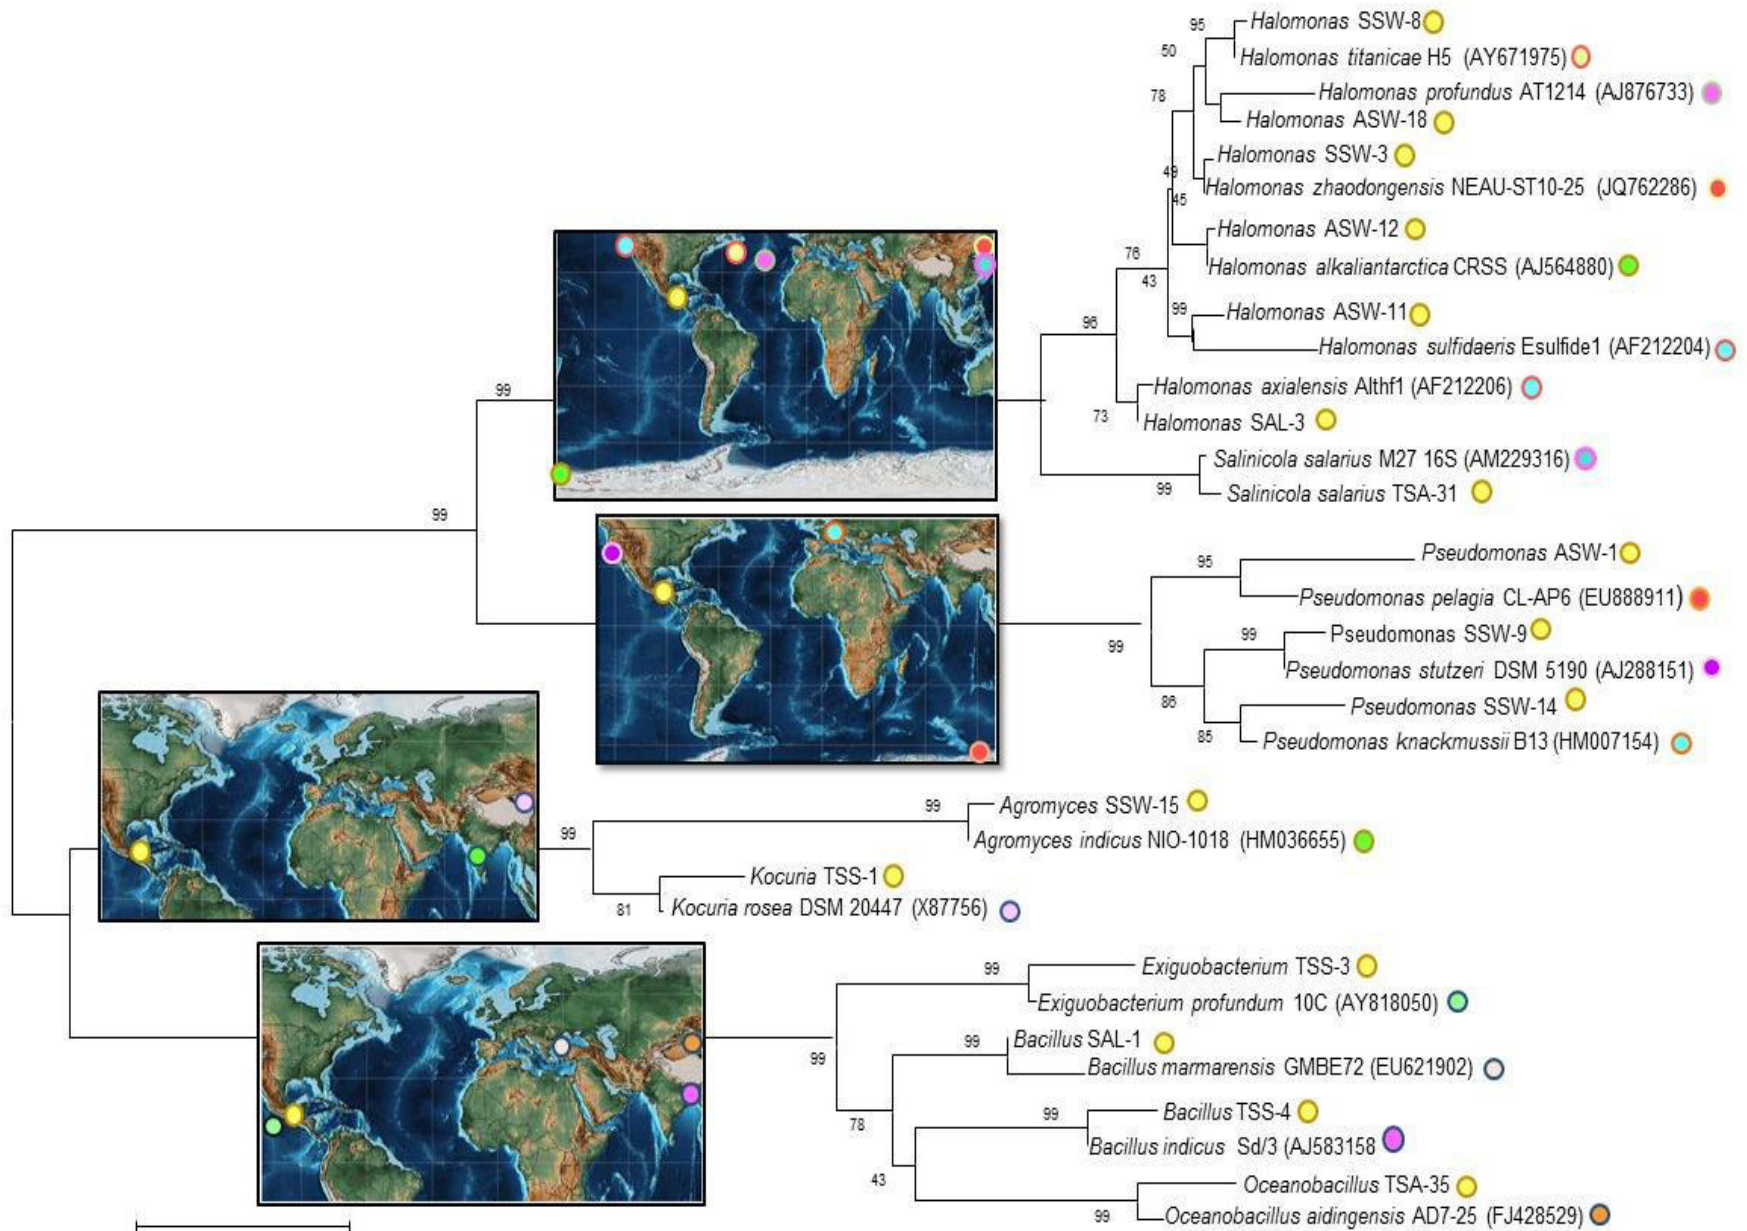 95
Halomonas SSW-8
50
Halomonas titanicae H5 (AY671975)
78
Halomonas profundus AT1214 (AJ876733)
Halomonas ASW-18
Halomonas SSW-3
49
Halomonas zhaodongensis NEAU-ST10-25 (JQ762286)
45
Halomonas ASW-12
76
Halomonas alkaliantarctica CRSS (AJ564880)
43
99
Halomonas ASW-11
96
Halomonas sulfidaeris Esulfide1 (AF212204)
99
Halomonas axialensis Althf1 (AF212206)
73
Halomonas SAL-3
Salinicola salarius M27 16S (AM229316)
99
Salinicola salarius TSA-31
99
Pseudomonas ASW-1
95
Pseudomonas pelagia CL-AP6 (EU888911)
99
99
Pseudomonas SSW-9
Pseudomonas stutzeri DSM 5190 (AJ288151)
86
Pseudomonas SSW-14
85
Pseudomonas knackmussii B13 (HM007154)
99
Agromyces SSW-15
99
Agromyces indicus NIO-1018 (HM036655)
Kocuria TSS-1
81
Kocuria rosea DSM 20447 (X87756)
99
Exiguobacterium TSS-3
Exiguobacterium profundum 10C (AY818050)
99
99
Bacillus SAL-1
Bacillus marmarensis GMBE72 (EU621902)
78
99
Bacillus TSS-4
Bacillus indicus Sd/3 (AJ583158
43
Oceanobacillus TSA-35
99
Oceanobacillus aidingensis AD7-25 (FJ428529)